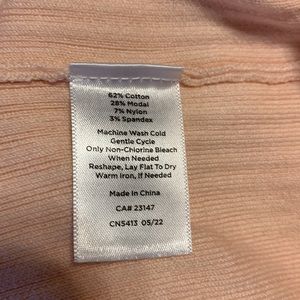 62% Cotton
28% Modal
7% Nylon
3% Spandex
Machine Wash Cold
Gentle Cycle
Only Non-Chlorine Bleach
When Needed
Reshape, Lay Flat To Dry
Warm Iron, If Needed
Made In China
CA# 23147
CN5413 05/22